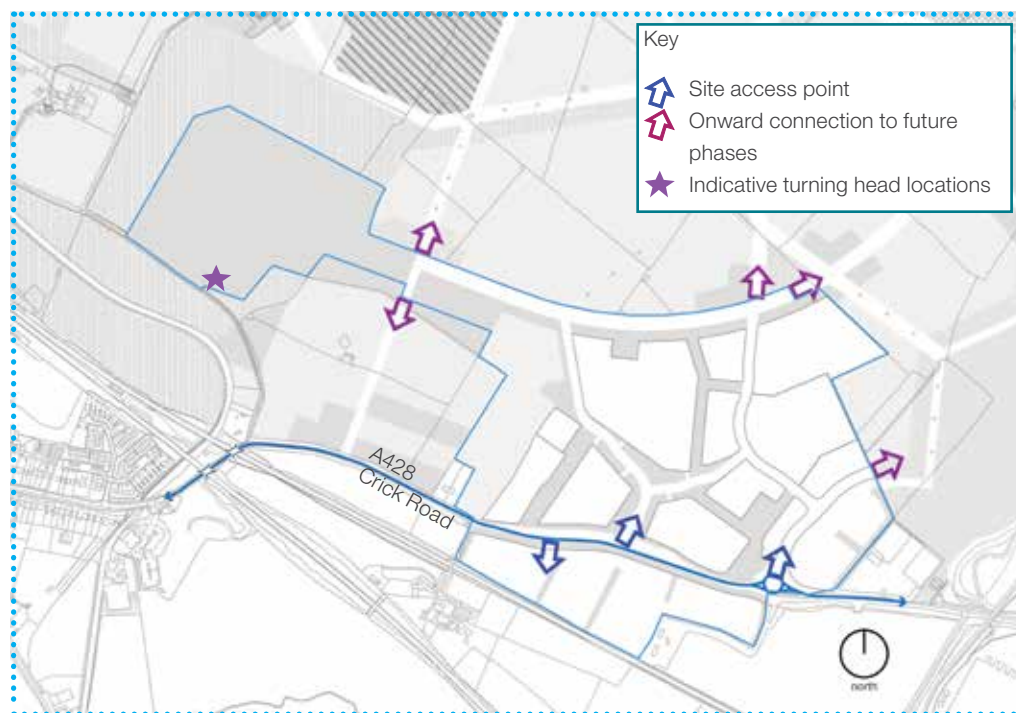 Key
Site access point
Onward connection to future
phases
Indicative turning head locations
A428
Crick Road
north